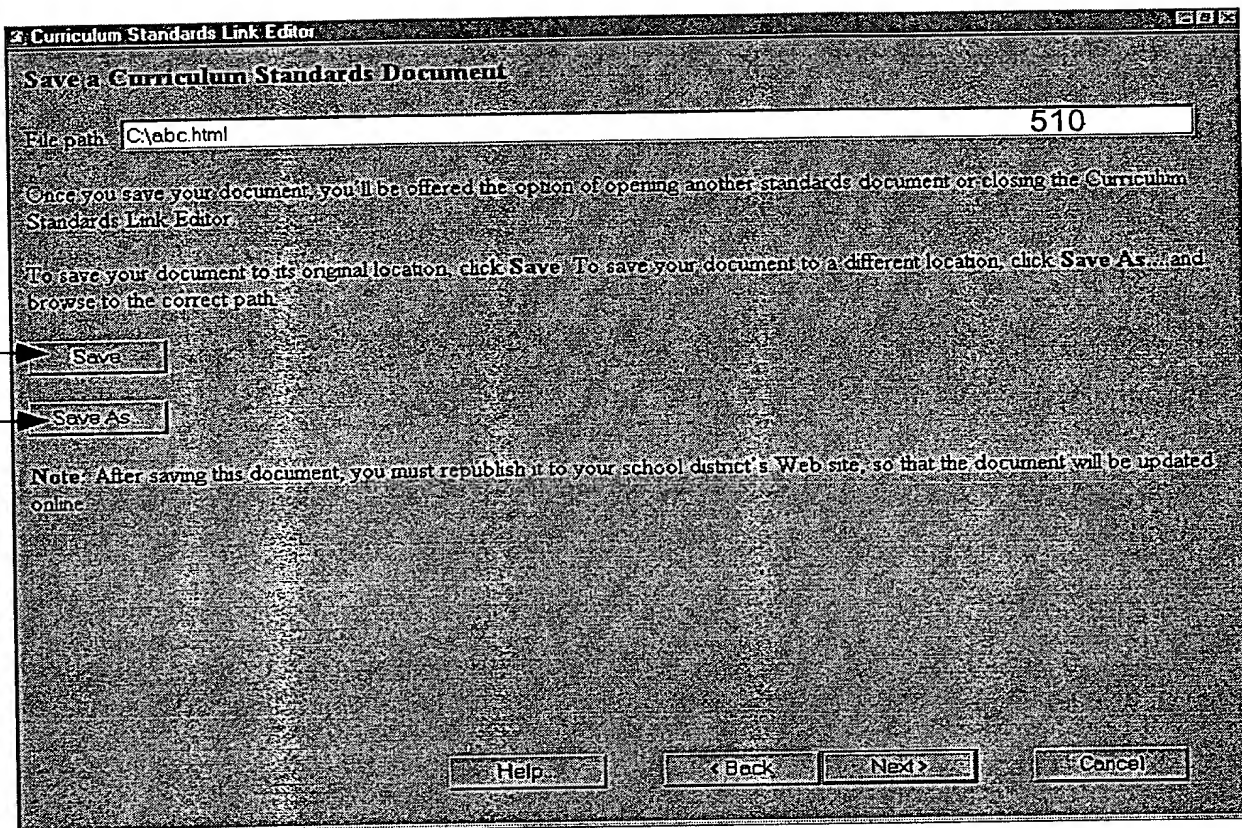 Curriculum Standards Link Editor
Save a Curriculum Standards Document
File path: C:\abc.html 510
Once you save your document, you'll be offered the option of opening another standards document or closing the Curriculum
Standards Link Editor.
To save your document to its original location, click Save. To save your document to a different location, click Save As... and
browse to the correct path.
Save
Save As...
Note: After saving this document, you must republish it to your school district's Web site, so that the document will be updated
online.
Help... < Back Next > Cancel